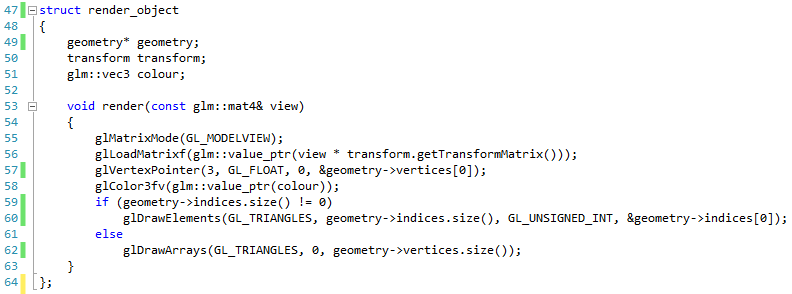 47 struct render_object
48 {
49     geometry* geometry;
50     transform transform;
51     glm::vec3 colour;
52
53     void render(const glm::mat4& view)
54     {
55         glMatrixMode(GL_MODELVIEW);
56         glLoadMatrixf(glm::value_ptr(view * transform.getTransformMatrix()));
57         glVertexPointer(3, GL_FLOAT, 0, &geometry->vertices[0]);
58         glColor3fv(glm::value_ptr(colour));
59         if (geometry->indices.size() != 0)
60             glDrawElements(GL_TRIANGLES, geometry->indices.size(), GL_UNSIGNED_INT, &geometry->indices[0]);
61         else
62             glDrawArrays(GL_TRIANGLES, 0, geometry->vertices.size());
63     }
64 };